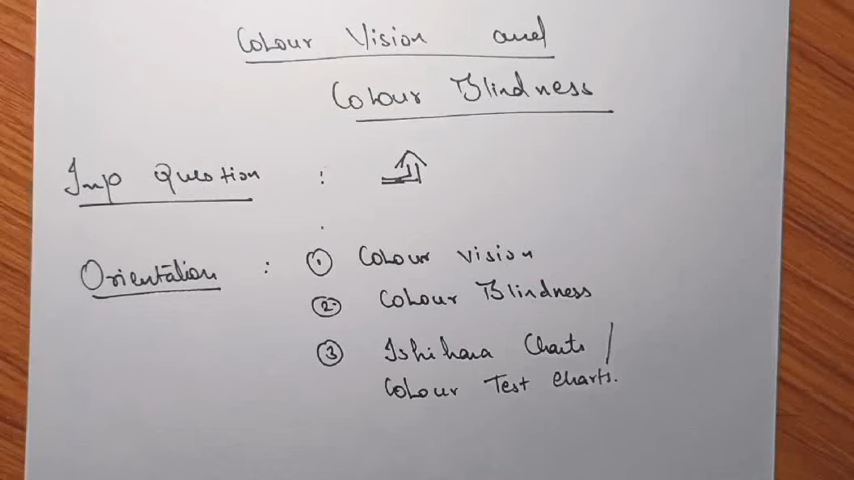 Colour Vision and
Colour Blindness
Imp Question :
Orientation : ① Colour vision
② Colour Blindness
③ Ishihara Charts /
Colour Test charts.